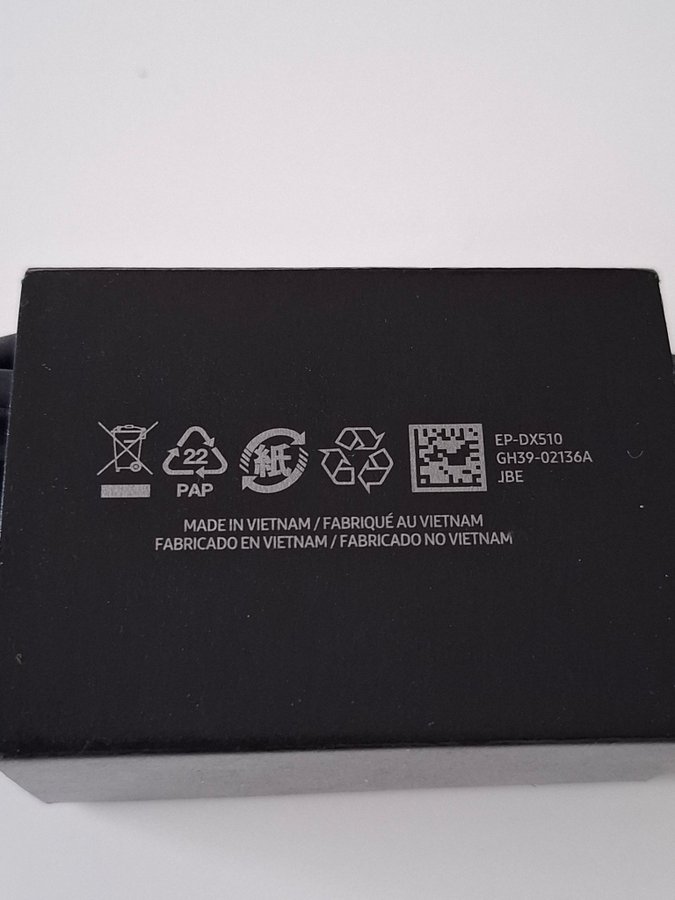 22
PAP
紙
EP-DX510
GH39-02136A
JBE
MADE IN VIETNAM / FABRIQUÉ AU VIETNAM
FABRICADO EN VIETNAM / FABRICADO NO VIETNAM